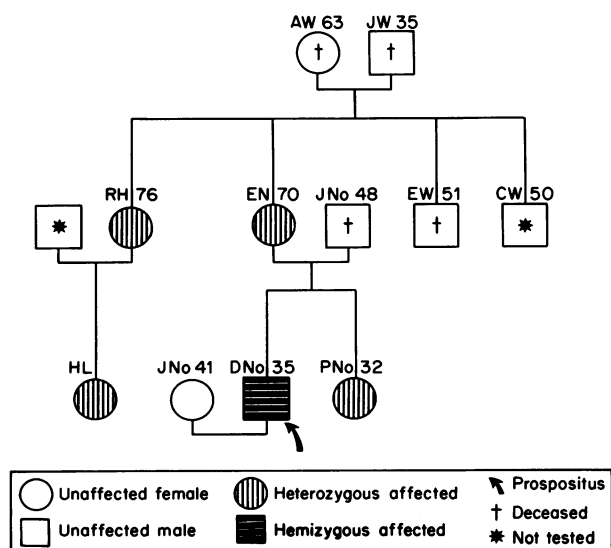 AW 63 JW 35
† †
RH 76 EN 70 JNo 48 EW 51 CW 50
✸ † † ✸
HL JNo 41 DNo 35 PNo 32
Unaffected female Heterozygous affected Prospositus
† Deceased
Unaffected male Hemizygous affected ✸ Not tested